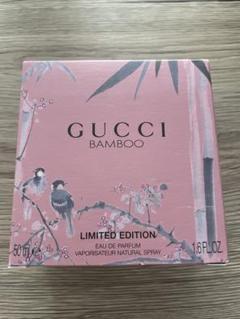 GUCCI
BAMBOO
LIMITED EDITION
EAU DE PARFUM
VAPORISATEUR NATURAL SPRAY
50 ml
1.6 FL.OZ.